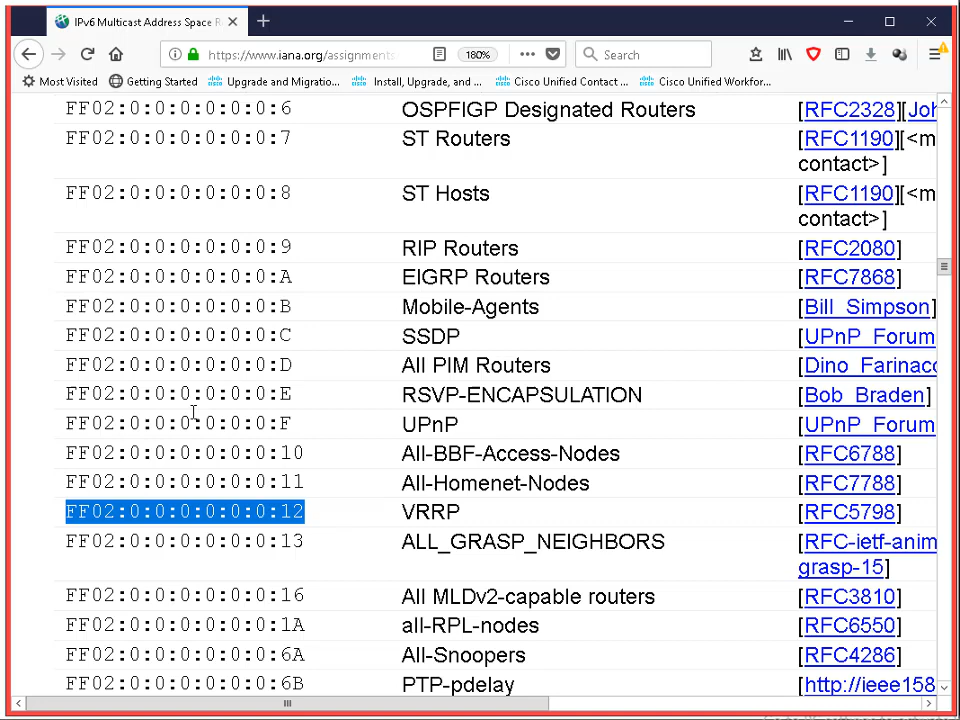 IPv6 Multicast Address Space R
https://www.iana.org/assignments
180%
Search
Most Visited
Getting Started
Upgrade and Migratio...
Install, Upgrade, and ...
Cisco Unified Contact ...
Cisco Unified Workfor...
FF02:0:0:0:0:0:0:6 OSPFIGP Designated Routers [RFC2328][Joh
FF02:0:0:0:0:0:0:7 ST Routers [RFC1190][<m
contact>]
FF02:0:0:0:0:0:0:8 ST Hosts [RFC1190][<m
contact>]
FF02:0:0:0:0:0:0:9 RIP Routers [RFC2080]
FF02:0:0:0:0:0:0:A EIGRP Routers [RFC7868]
FF02:0:0:0:0:0:0:B Mobile-Agents [Bill_Simpson]
FF02:0:0:0:0:0:0:C SSDP [UPnP_Forum
FF02:0:0:0:0:0:0:D All PIM Routers [Dino_Farinacc
FF02:0:0:0:0:0:0:E RSVP-ENCAPSULATION [Bob_Braden]
FF02:0:0:0:0:0:0:F UPnP [UPnP_Forum
FF02:0:0:0:0:0:0:10 All-BBF-Access-Nodes [RFC6788]
FF02:0:0:0:0:0:0:11 All-Homenet-Nodes [RFC7788]
FF02:0:0:0:0:0:0:12 VRRP [RFC5798]
FF02:0:0:0:0:0:0:13 ALL_GRASP_NEIGHBORS [RFC-ietf-anim
grasp-15]
FF02:0:0:0:0:0:0:16 All MLDv2-capable routers [RFC3810]
FF02:0:0:0:0:0:0:1A all-RPL-nodes [RFC6550]
FF02:0:0:0:0:0:0:6A All-Snoopers [RFC4286]
FF02:0:0:0:0:0:0:6B PTP-pdelay [http://ieee158